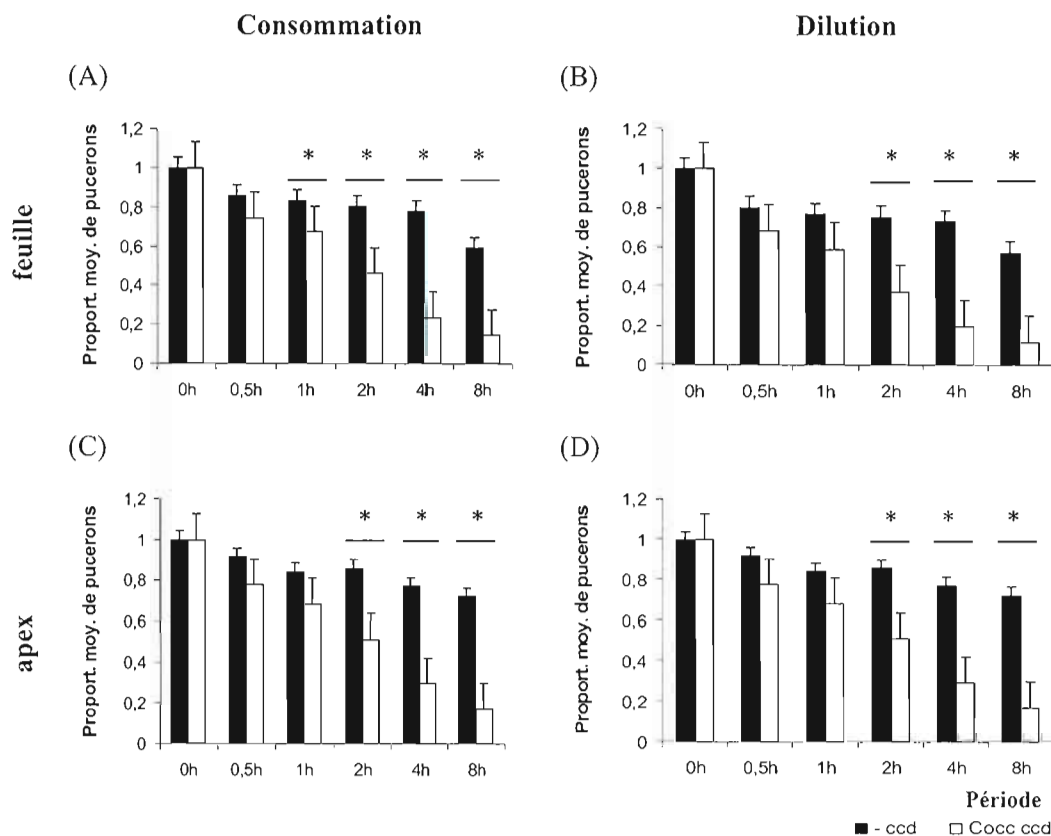 Consommation
Dilution
(A)
(B)
feuille
Proport. moy. de pucerons
1,2
1
0,8
0,6
0,4
0,2
0
* * * *
0h 0,5h 1h 2h 4h 8h
Proport. moy. de pucerons
1,2
1
0,8
0,6
0,4
0,2
0
* * *
0h 0,5h 1h 2h 4h 8h
(C)
(D)
apex
Proport. moy. de pucerons
1,2
1
0,8
0,6
0,4
0,2
0
* * *
0h 0,5h 1h 2h 4h 8h
Proport. moy. de pucerons
1,2
1
0,8
0,6
0,4
0,2
0
* * *
0h 0,5h 1h 2h 4h 8h
Période
- ccd Cocc ccd